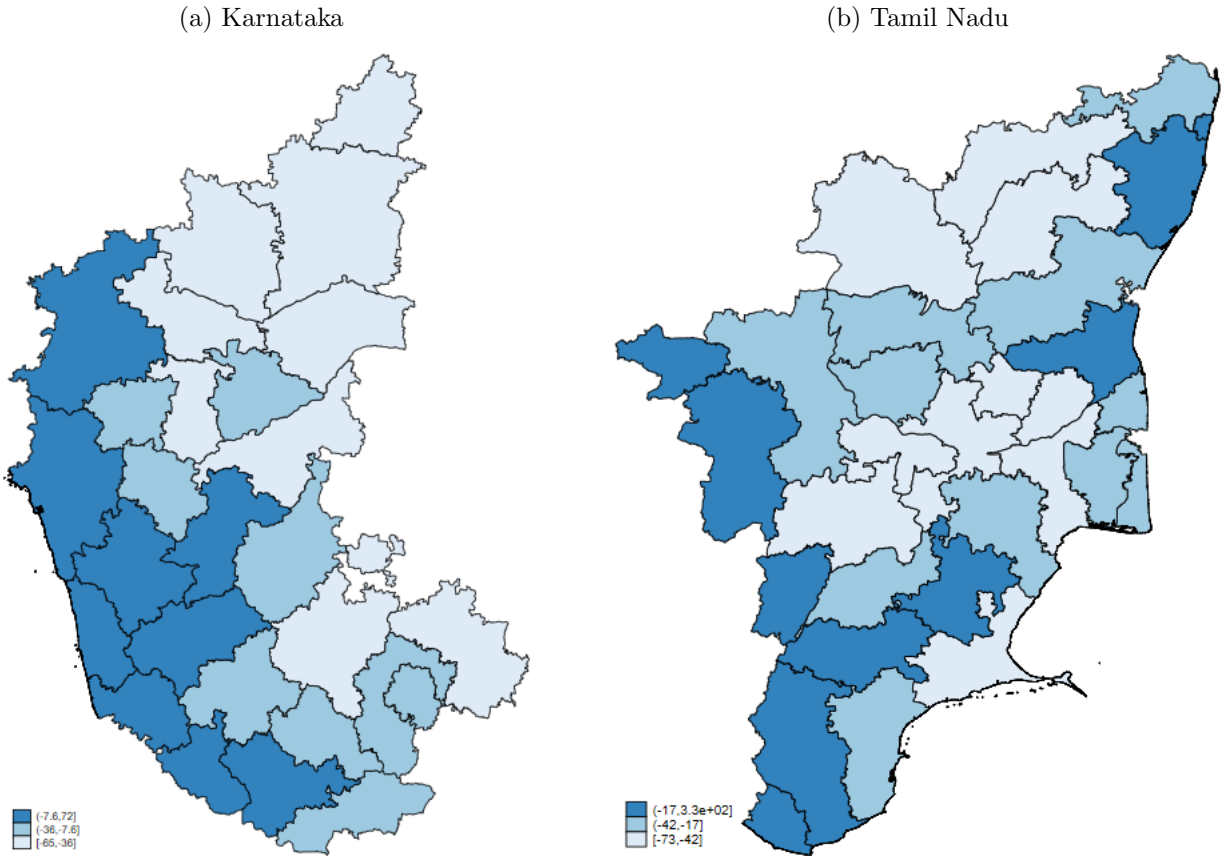 (a) Karnataka
(b) Tamil Nadu
(-7.6,72]
(-36,-7.6]
[-65,-36]
(-17,3.3e+02]
(-42,-17]
[-73,-42]